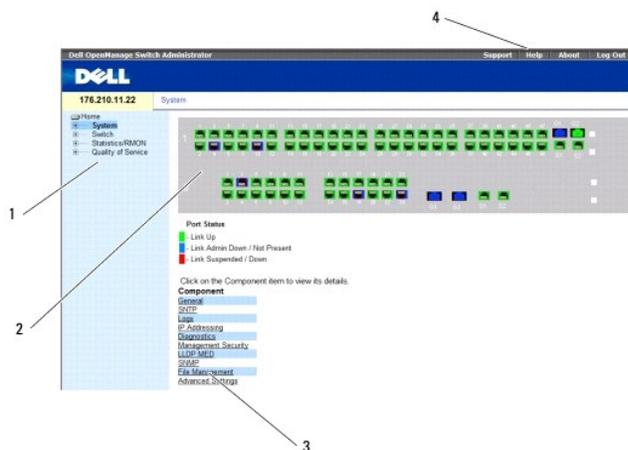 4
Dell OpenManage Switch Administrator Support Help About Log Out
DELL
176.210.11.22 System
Home
System
Switch
Statistics/RMON
Quality of Service
1
2
3
Port Status
- Link Up
- Link Admin Down / Not Present
- Link Suspended / Down
Click on the Component item to view its details.
Component
General
SNTP
Logs
IP Addressing
Diagnostics
Management Security
LLDP MED
SNMP
File Management
Advanced Settings